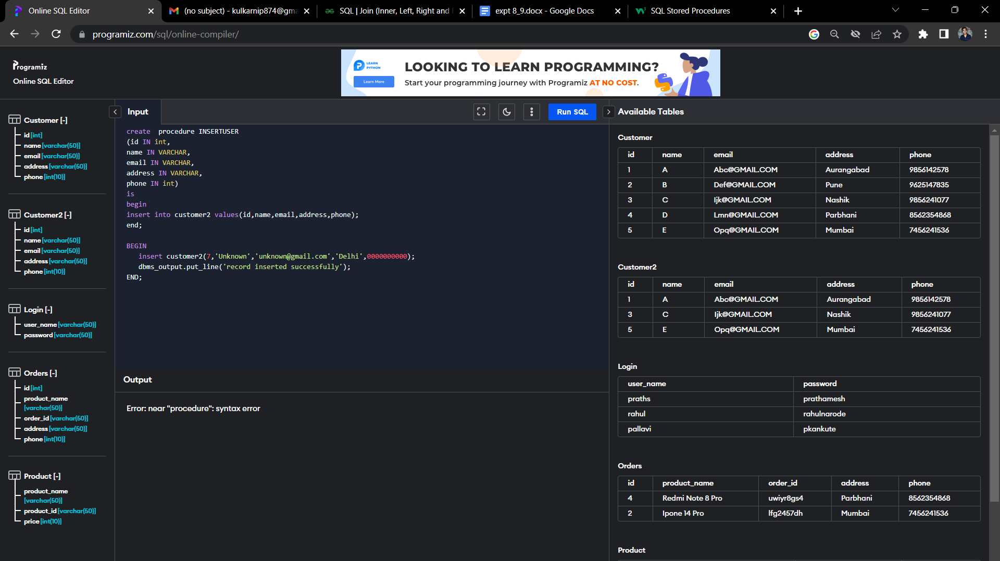 Online SQL Editor
(no subject) - kulkarnip874@gma
SQL | Join (Inner, Left, Right and F
expt 8_9.docx - Google Docs
SQL Stored Procedures
programiz.com/sql/online-compiler/
Programiz
Online SQL Editor
LEARN
PYTHON
Learn More
LOOKING TO LEARN PROGRAMMING?
Start your programming journey with Programiz AT NO COST.
Customer [-]
id [int]
name [varchar(50)]
email [varchar(50)]
address [varchar(50)]
phone [int(10)]
Customer2 [-]
id [int]
name [varchar(50)]
email [varchar(50)]
address [varchar(50)]
phone [int(10)]
Login [-]
user_name [varchar(50)]
password [varchar(50)]
Orders [-]
id [int]
product_name
[varchar(50)]
order_id [varchar(50)]
address [varchar(50)]
phone [int(10)]
Product [-]
product_name
[varchar(50)]
product_id [varchar(50)]
price [int(10)]
Input
Run SQL
create  procedure INSERTUSER
(id IN int,
name IN VARCHAR,
email IN VARCHAR,
address IN VARCHAR,
phone IN int)
is
begin
insert into customer2 values(id,name,email,address,phone);
end;
BEGIN
   insert customer2(7,'Unknown','unknown@gmail.com','Delhi',0000000000);
   dbms_output.put_line('record inserted successfully');
END;
Output
Error: near "procedure": syntax error
Available Tables
Customer
id name email address phone
1 A Abc@GMAIL.COM Aurangabad 9856142578
2 B Def@GMAIL.COM Pune 9625147835
3 C Ijk@GMAIL.COM Nashik 9856241077
4 D Lmn@GMAIL.COM Parbhani 8562354868
5 E Opq@GMAIL.COM Mumbai 7456241536
Customer2
id name email address phone
1 A Abc@GMAIL.COM Aurangabad 9856142578
3 C Ijk@GMAIL.COM Nashik 9856241077
5 E Opq@GMAIL.COM Mumbai 7456241536
Login
user_name password
praths prathamesh
rahul rahulnarode
pallavi pkankute
Orders
id product_name order_id address phone
4 Redmi Note 8 Pro uwiyr8gs4 Parbhani 8562354868
2 Ipone 14 Pro lfg2457dh Mumbai 7456241536
Product